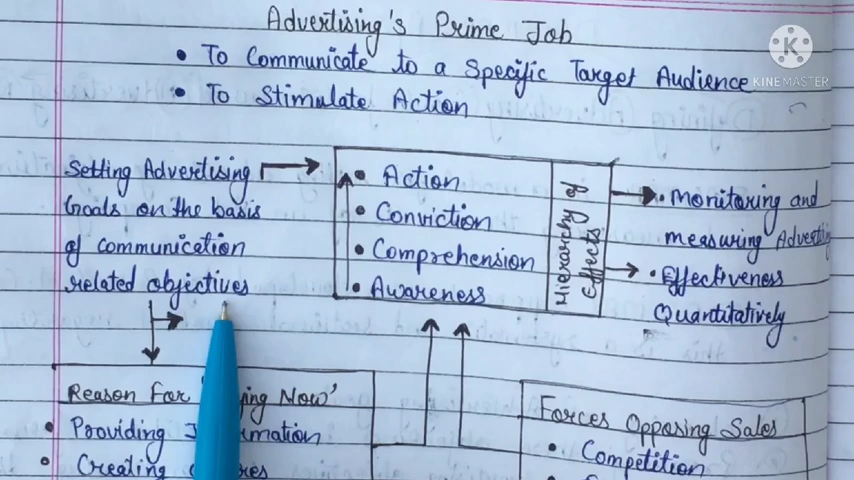 Advertising's Prime Job
• To Communicate to a Specific Target Audience
• To Stimulate Action
K
KINEMASTER
Setting Advertising
Goals on the basis
of communication
related objectives
• Action
• Conviction
• Comprehension
• Awareness
Hierarchy of
Effects
• Monitoring and
measuring
• Effectiveness
Quantitatively
Reason For Now'
• Providing
• Creating
Forces Opposing Sales
• Competition